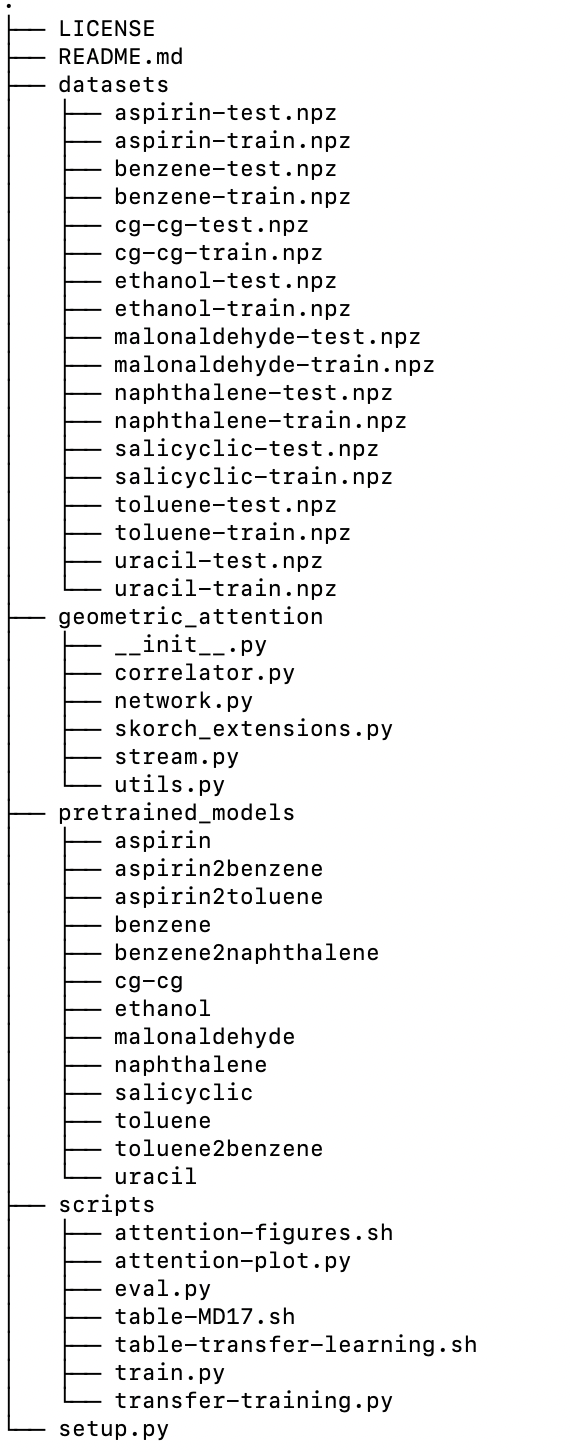 .
├── LICENSE
├── README.md
├── datasets
│   ├── aspirin-test.npz
│   ├── aspirin-train.npz
│   ├── benzene-test.npz
│   ├── benzene-train.npz
│   ├── cg-cg-test.npz
│   ├── cg-cg-train.npz
│   ├── ethanol-test.npz
│   ├── ethanol-train.npz
│   ├── malonaldehyde-test.npz
│   ├── malonaldehyde-train.npz
│   ├── naphthalene-test.npz
│   ├── naphthalene-train.npz
│   ├── salicyclic-test.npz
│   ├── salicyclic-train.npz
│   ├── toluene-test.npz
│   ├── toluene-train.npz
│   ├── uracil-test.npz
│   └── uracil-train.npz
├── geometric_attention
│   ├── __init__.py
│   ├── correlator.py
│   ├── network.py
│   ├── skorch_extensions.py
│   ├── stream.py
│   └── utils.py
├── pretrained_models
│   ├── aspirin
│   ├── aspirin2benzene
│   ├── aspirin2toluene
│   ├── benzene
│   ├── benzene2naphthalene
│   ├── cg-cg
│   ├── ethanol
│   ├── malonaldehyde
│   ├── naphthalene
│   ├── salicyclic
│   ├── toluene
│   ├── toluene2benzene
│   └── uracil
├── scripts
│   ├── attention-figures.sh
│   ├── attention-plot.py
│   ├── eval.py
│   ├── table-MD17.sh
│   ├── table-transfer-learning.sh
│   ├── train.py
│   └── transfer-training.py
└── setup.py